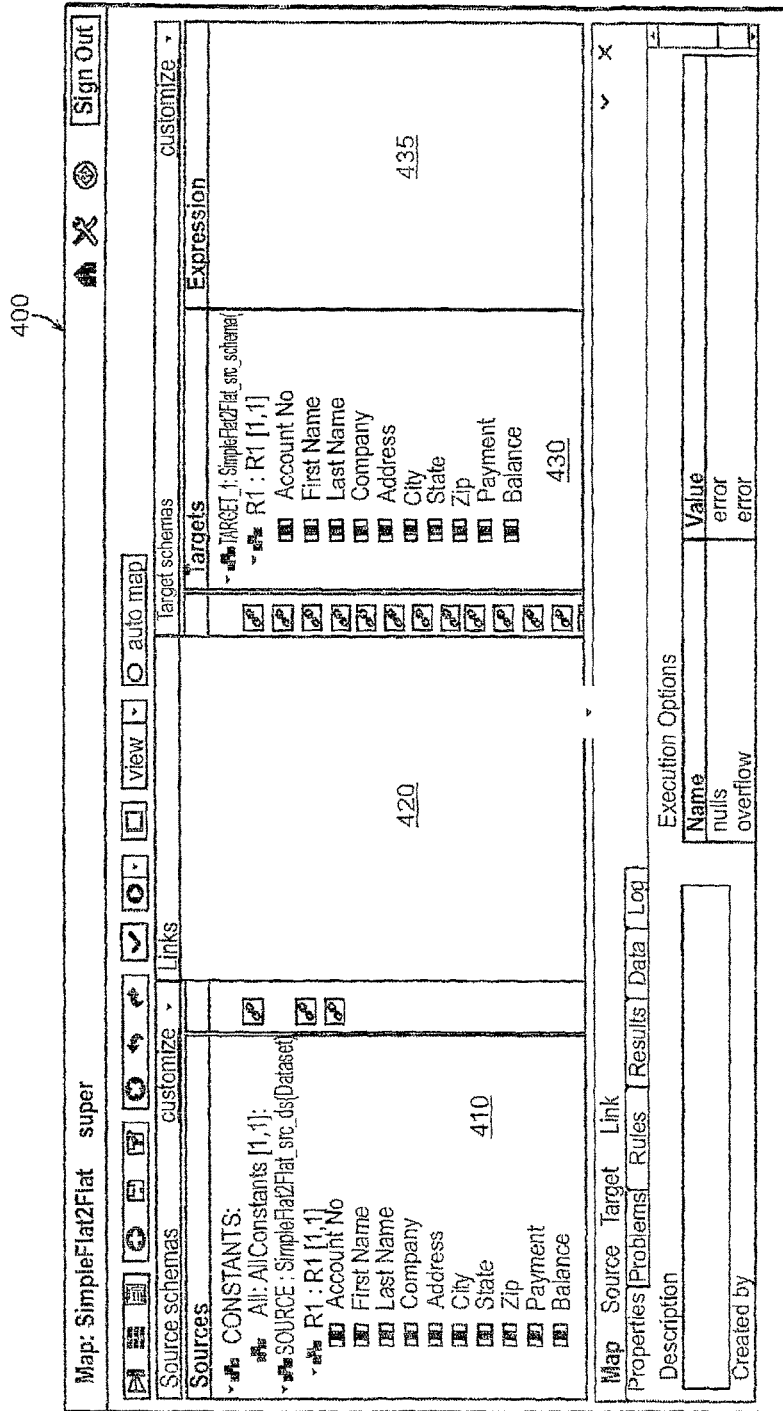 400
Map: SimpleFlat2Flat super
Sign Out
view
auto map
Source schemas
customize
Links
Target schemas
customize
Sources
Targets
Expression
CONSTANTS:
All: AllConstants [1,1]:
SOURCE : SimpleFlat2Flat_src_ds(Dataset)
R1 : R1 [1,1]
Account No
First Name
Last Name
Company
Address
City
State
Zip
Payment
Balance
410
420
TARGET_1: SimpleFlat2Flat_src_schema(
R1 : R1 [1,1]
Account No
First Name
Last Name
Company
Address
City
State
Zip
Payment
Balance
430
435
Map Source Target Link
Properties Problems Rules Results Data Log
Description
Created by
Execution Options
Name Value
nulls error
overflow error